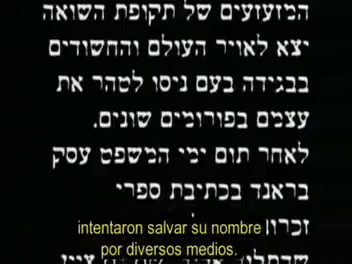 המזעזעים של תקופת השואה
יצא לאויר העולם והחשודים
בבגידה בעם ניסו לטהר את
עצמם בפורומים שונים.
לאחר תום ימי המשפט עסק
בראנד בכתיבת ספרי
זכרון
intentaron salvar su nombre
por diversos medios.